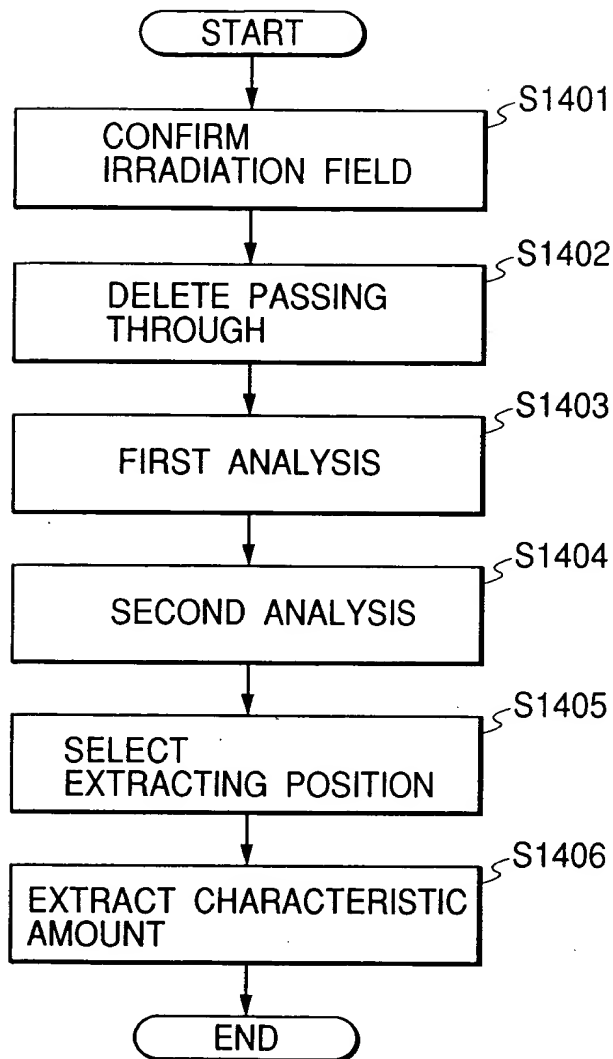 START
S1401
CONFIRM
IRRADIATION FIELD
S1402
DELETE PASSING
THROUGH
S1403
FIRST ANALYSIS
S1404
SECOND ANALYSIS
S1405
SELECT
EXTRACTING POSITION
S1406
EXTRACT CHARACTERISTIC
AMOUNT
END